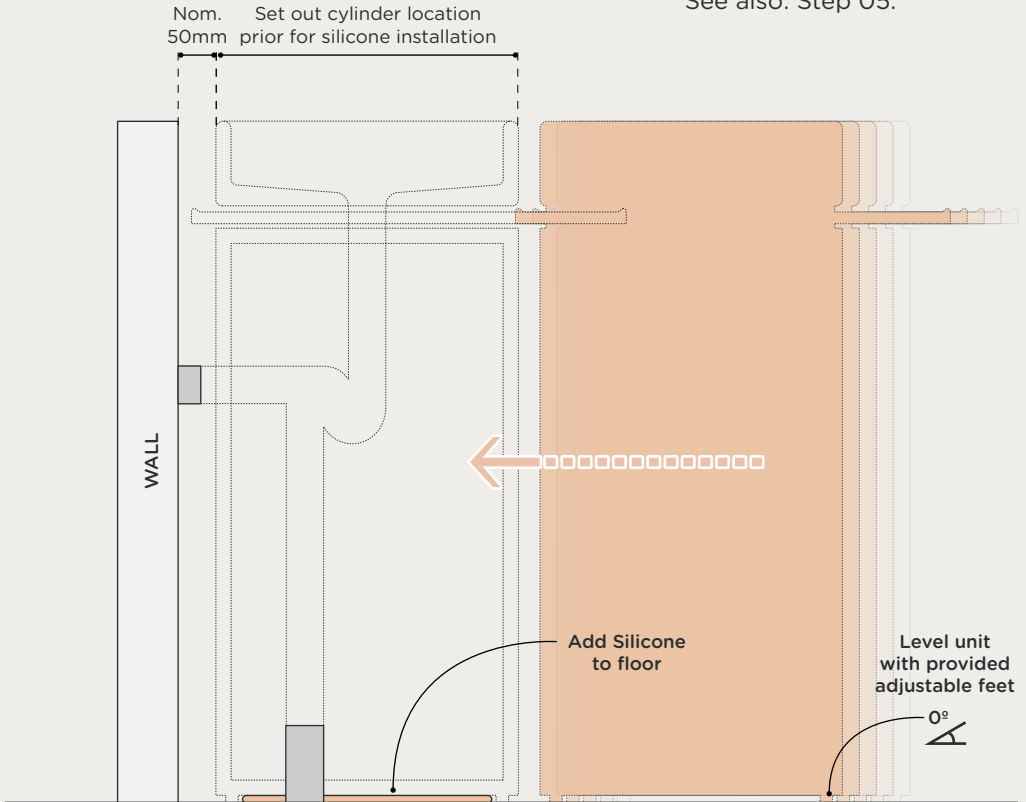 See also: Step 05.
Nom.
50mm
Set out cylinder location
prior for silicone installation
WALL
Add Silicone
to floor
Level unit
with provided
adjustable feet
0º